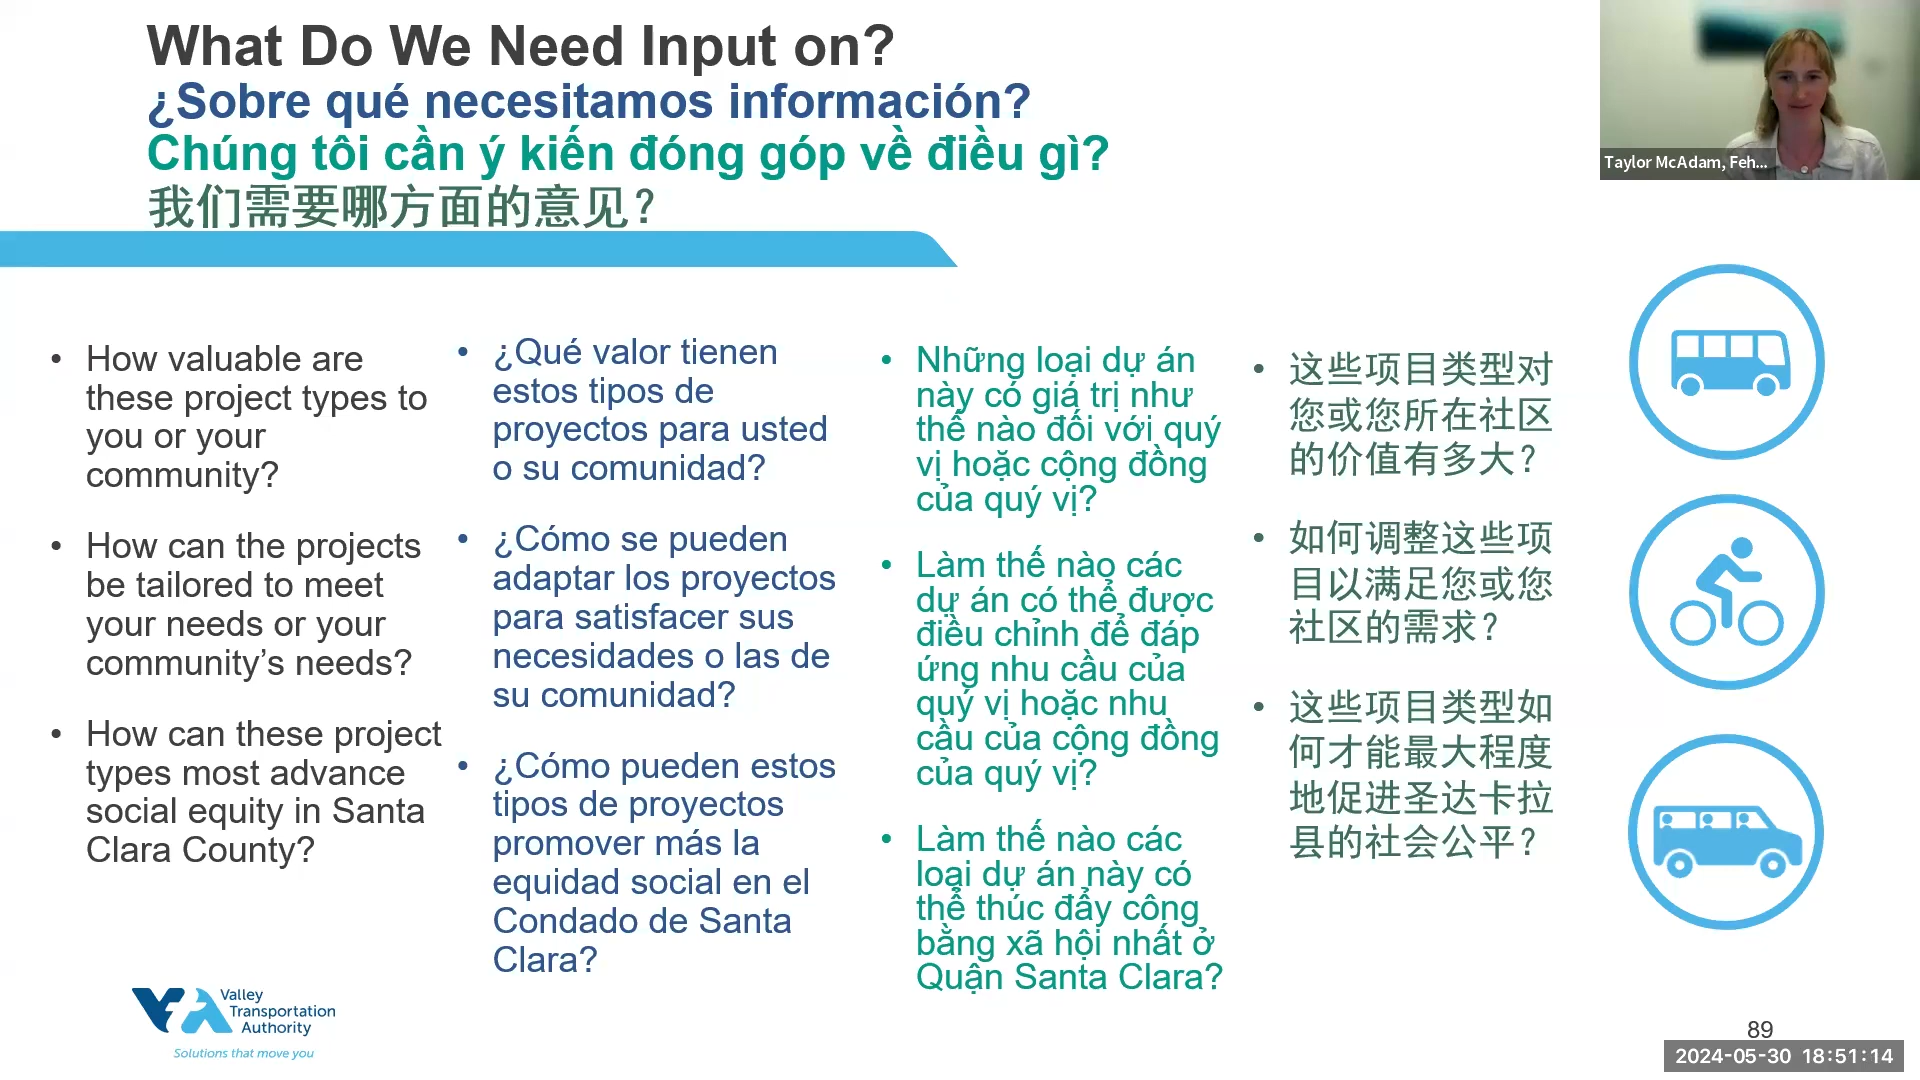 What Do We Need Input on?
¿Sobre qué necesitamos información?
Chúng tôi cần ý kiến đóng góp về điều gì?
我们需要哪方面的意见？
Taylor McAdam, Feh...
• How valuable are
these project types to
you or your
community?
• How can the projects
be tailored to meet
your needs or your
community’s needs?
• How can these project
types most advance
social equity in Santa
Clara County?
• ¿Qué valor tienen
estos tipos de
proyectos para usted
o su comunidad?
• ¿Cómo se pueden
adaptar los proyectos
para satisfacer sus
necesidades o las de
su comunidad?
• ¿Cómo pueden estos
tipos de proyectos
promover más la
equidad social en el
Condado de Santa
Clara?
• Những loại dự án
này có giá trị như
thế nào đối với quý
vị hoặc cộng đồng
của quý vị?
• Làm thế nào các
dự án có thể được
điều chỉnh để đáp
ứng nhu cầu của
quý vị hoặc nhu
cầu của cộng đồng
của quý vị?
• Làm thế nào các
loại dự án này có
thể thúc đẩy công
bằng xã hội nhất ở
Quận Santa Clara?
• 这些项目类型对
您或您所在社区
的价值有多大？
• 如何调整这些项
目以满足您或您
社区的需求？
• 这些项目类型如
何才能最大程度
地促进圣达卡拉
县的社会公平？
VTA
Valley
Transportation
Authority
Solutions that move you
89
2024-05-30 18:51:14